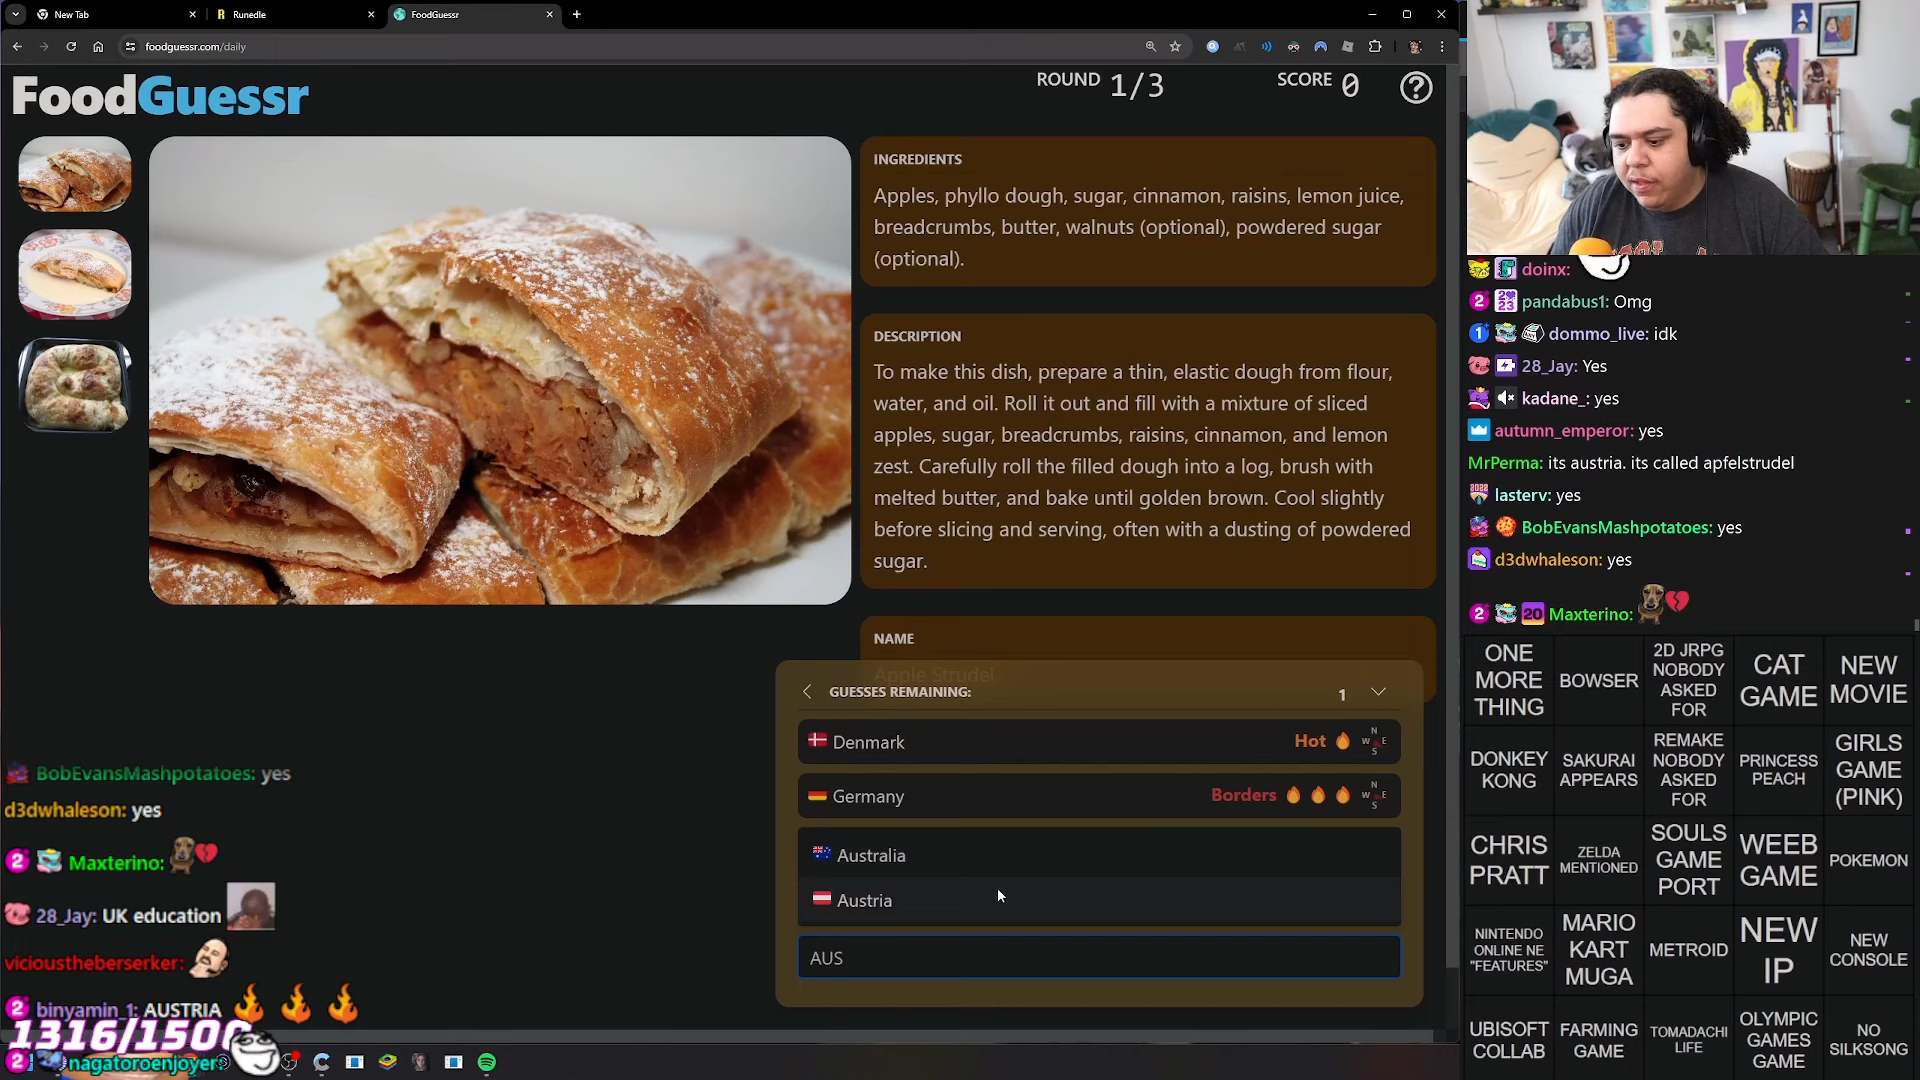 New Tab
Runedle
FoodGuessr
foodguessr.com/daily
FoodGuessr
ROUND 1/3
SCORE 0
INGREDIENTS
Apples, phyllo dough, sugar, cinnamon, raisins, lemon juice,
breadcrumbs, butter, walnuts (optional), powdered sugar
(optional).
DESCRIPTION
To make this dish, prepare a thin, elastic dough from flour,
water, and oil. Roll it out and fill with a mixture of sliced
apples, sugar, breadcrumbs, raisins, cinnamon, and lemon
zest. Carefully roll the filled dough into a log, brush with
melted butter, and bake until golden brown. Cool slightly
before slicing and serving, often with a dusting of powdered
sugar.
NAME
Apple Strudel
GUESSES REMAINING:
1
Denmark
Hot
N
W E
S
Germany
Borders
N
W E
S
Australia
Austria
AUS
BobEvansMashpotatoes: yes
d3dwhaleson: yes
2 Maxterino:
28_Jay: UK education
vicioustheberserker:
2 binyamin_1: AUSTRIA
1316/1500
2 nagatoroenjoyer
doinx:
2 pandabus1: Omg
1 dommo_live: idk
28_Jay: Yes
kadane_: yes
autumn_emperor: yes
MrPerma: its austria. its called apfelstrudel
lasterv: yes
BobEvansMashpotatoes: yes
d3dwhaleson: yes
2 20 Maxterino:
ONE MORE THING
BOWSER
2D JRPG NOBODY ASKED FOR
CAT GAME
NEW MOVIE
DONKEY KONG
SAKURAI APPEARS
REMAKE NOBODY ASKED FOR
PRINCESS PEACH
GIRLS GAME (PINK)
CHRIS PRATT
ZELDA MENTIONED
SOULS GAME PORT
WEEB GAME
POKEMON
NINTENDO ONLINE NE "FEATURES"
MARIO KART MUGA
METROID
NEW IP
NEW CONSOLE
UBISOFT COLLAB
FARMING GAME
TOMADACHI LIFE
OLYMPIC GAMES GAME
NO SILKSONG